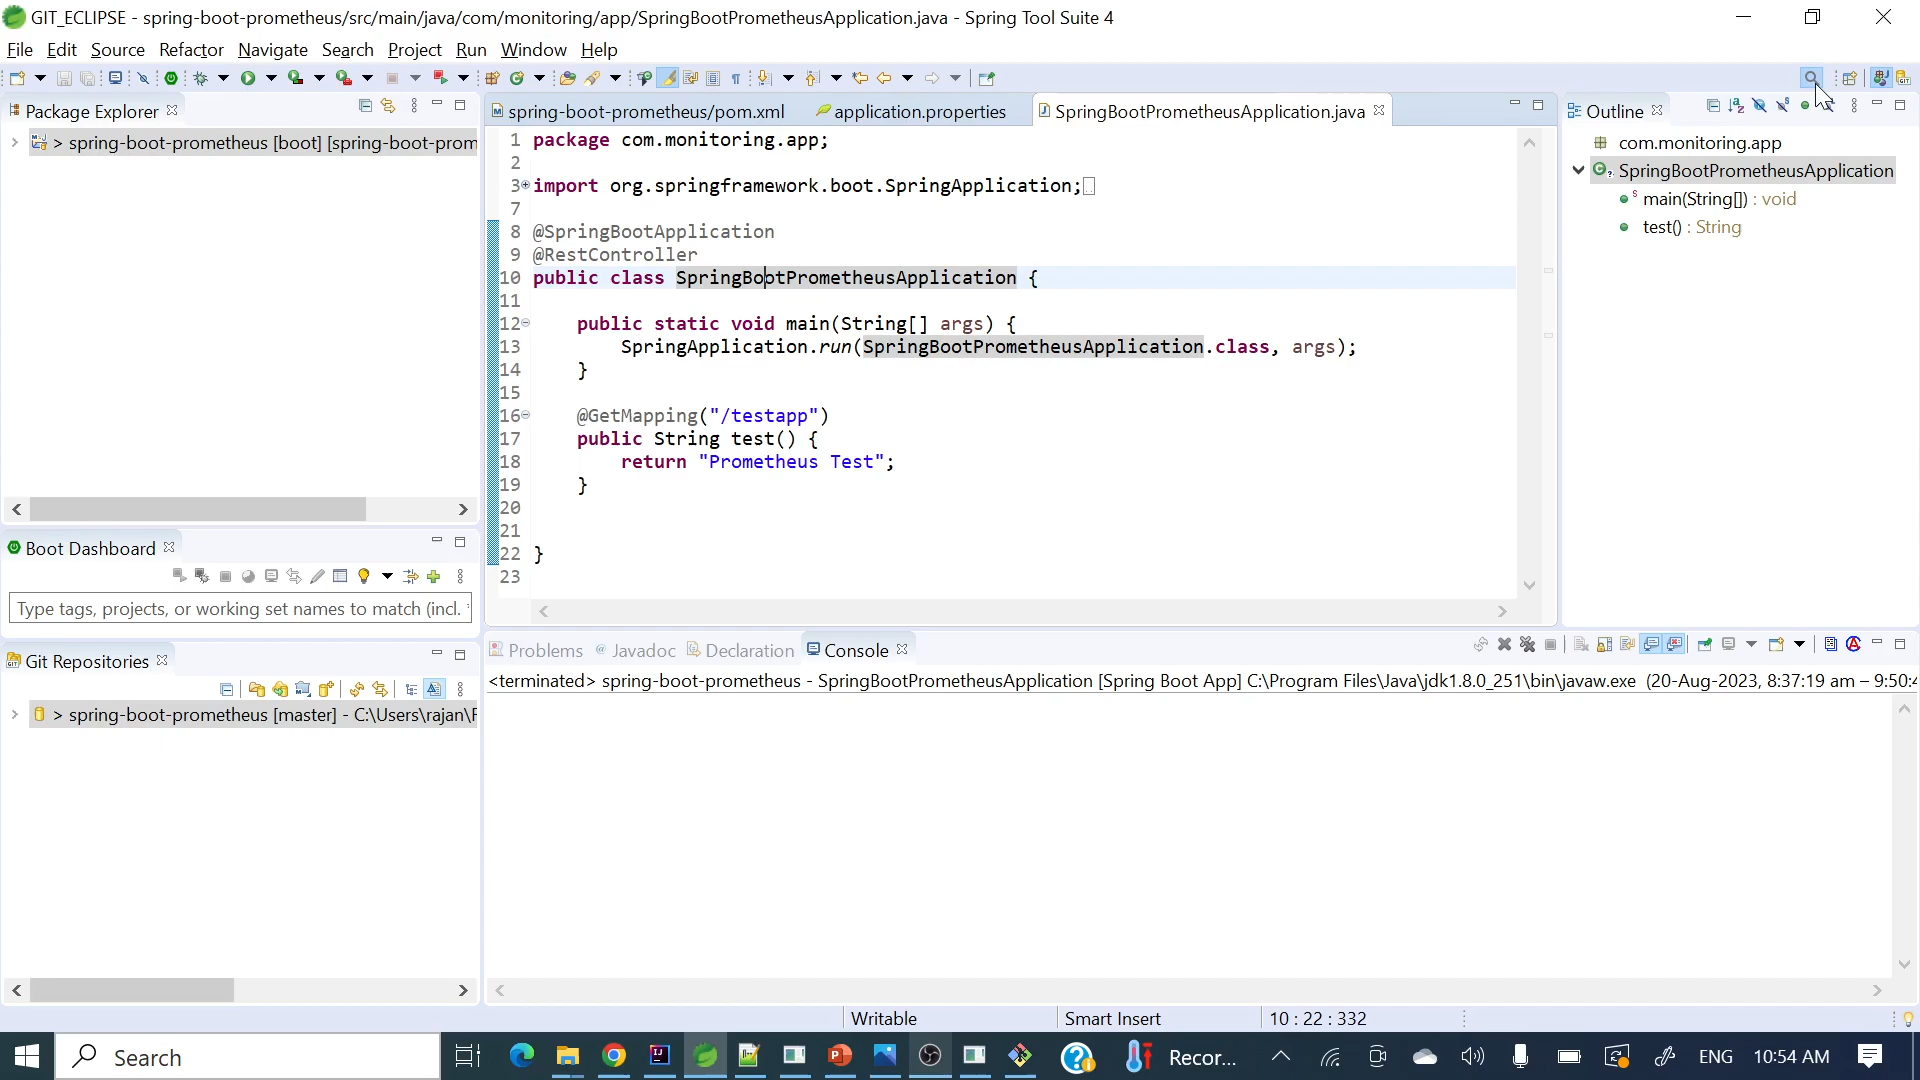 GIT_ECLIPSE - spring-boot-prometheus/src/main/java/com/monitoring/app/SpringBootPrometheusApplication.java - Spring Tool Suite 4
File Edit Source Refactor Navigate Search Project Run Window Help
Package Explorer
> spring-boot-prometheus [boot] [spring-boot-prom
Boot Dashboard
Type tags, projects, or working set names to match (incl.
Git Repositories
> spring-boot-prometheus [master] - C:\Users\rajan\
spring-boot-prometheus/pom.xml application.properties SpringBootPrometheusApplication.java
1 package com.monitoring.app;
2
3 import org.springframework.boot.SpringApplication;
7
8 @SpringBootApplication
9 @RestController
10 public class SpringBootPrometheusApplication {
11
12 public static void main(String[] args) {
13 SpringApplication.run(SpringBootPrometheusApplication.class, args);
14 }
15
16 @GetMapping("/testapp")
17 public String test() {
18 return "Prometheus Test";
19 }
20
21
22 }
23
Outline
com.monitoring.app
SpringBootPrometheusApplication
main(String[]) : void
test() : String
Problems Javadoc Declaration Console
<terminated> spring-boot-prometheus - SpringBootPrometheusApplication [Spring Boot App] C:\Program Files\Java\jdk1.8.0_251\bin\javaw.exe (20-Aug-2023, 8:37:19 am – 9:50:
Writable Smart Insert 10 : 22 : 332
Search Recor... ENG 10:54 AM